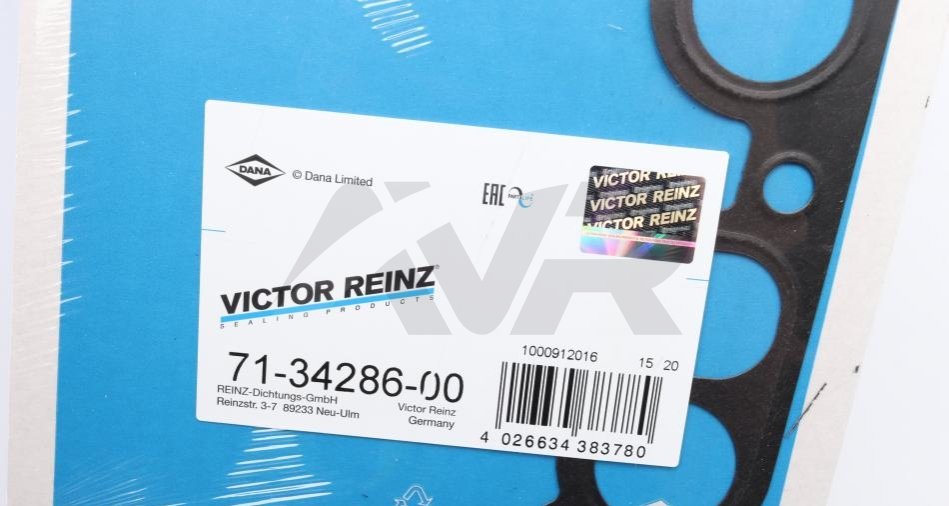 DANA
© Dana Limited
EAC
VICTOR REINZ
VICTOR REINZ
VICTOR REINZ
VICTOR REINZ®
SEALING PRODUCTS
71-34286-00
REINZ-Dichtungs-GmbH
Reinzstr. 3-7 89233 Neu-Ulm
Victor Reinz
Germany
1000912016
15 20
4 026634 383780